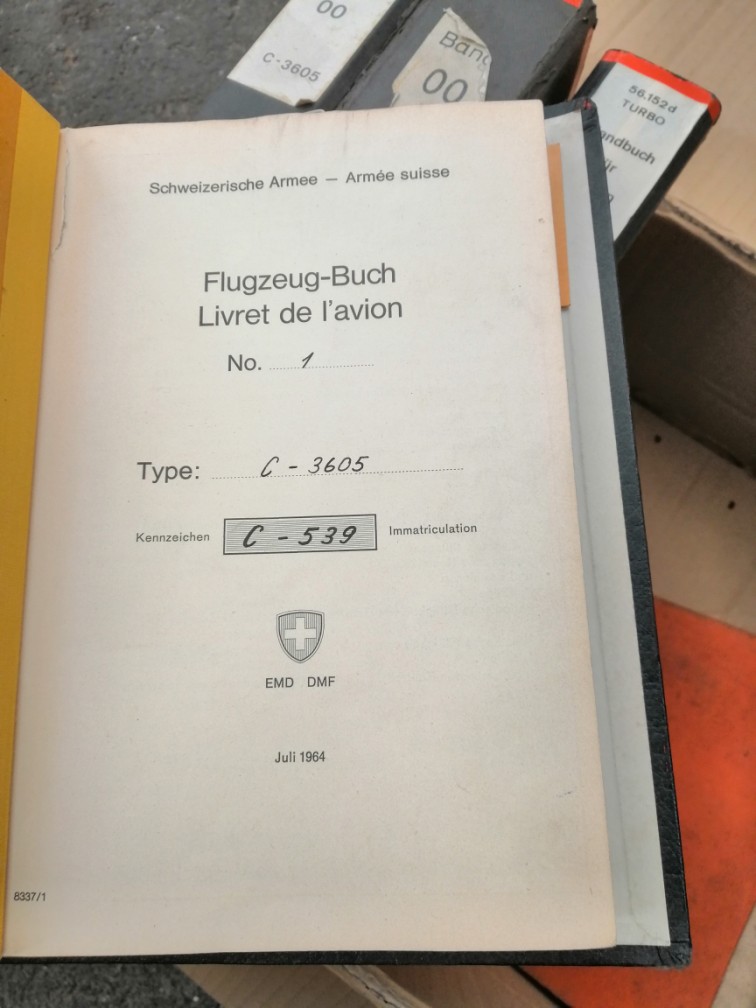 00
C-3605
00
56.152d
TURBO
Schweizerische Armee — Armée suisse
Flugzeug-Buch
Livret de l'avion
No. 1
Type: C - 3605
Kennzeichen C - 539 Immatriculation
EMD DMF
Juli 1964
8337/1